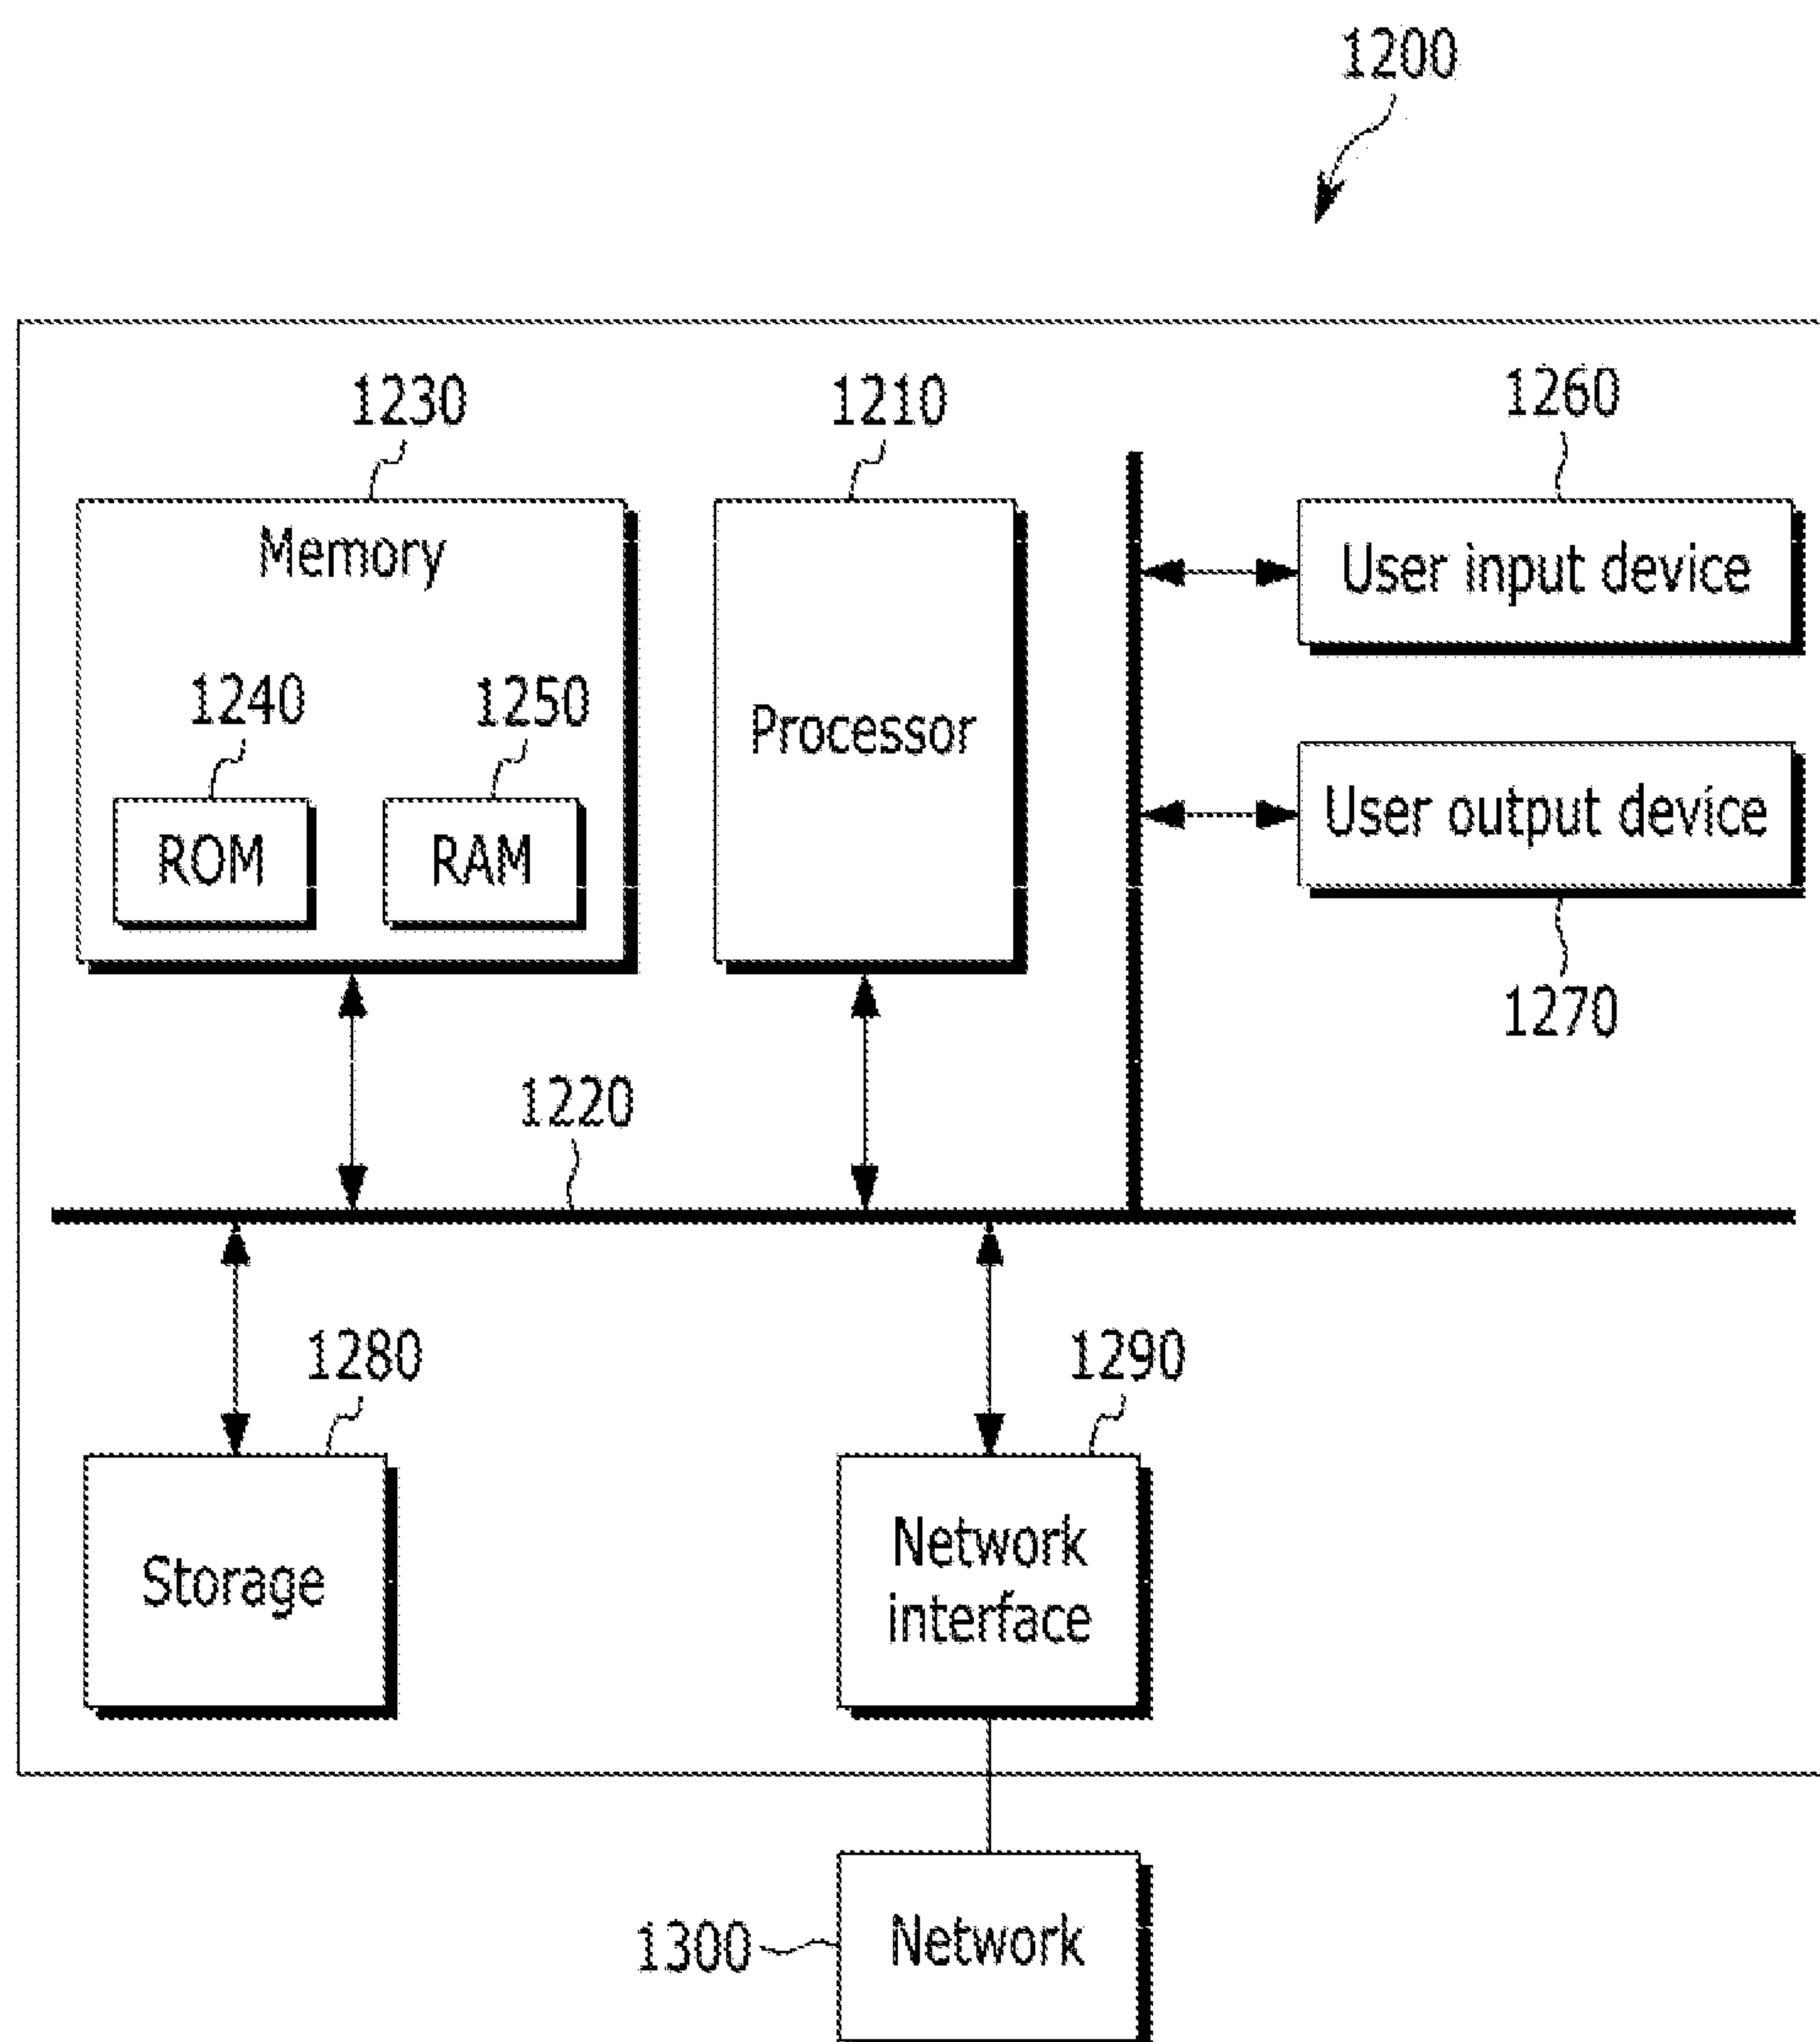 1200
1230
1210
1260
Memory
User input device
1240
1250
Processor
ROM
RAM
User output device
1270
1220
1280
1290
Storage
Network
interface
1300
Network